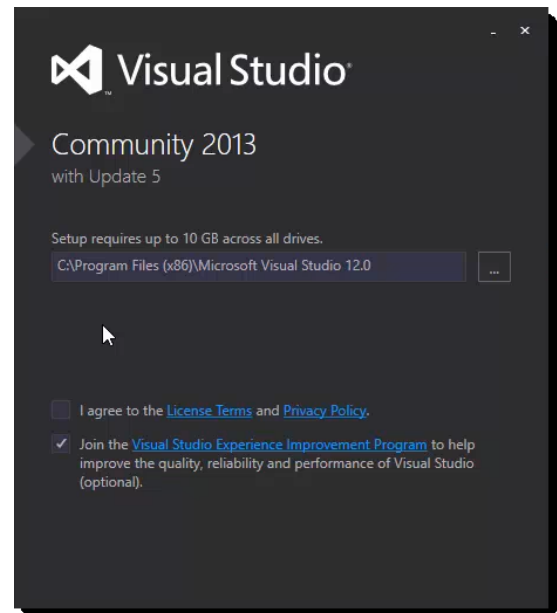 Visual Studio
Community 2013
with Update 5
Setup requires up to 10 GB across all drives.
C:\Program Files (x86)\Microsoft Visual Studio 12.0
...
I agree to the License Terms and Privacy Policy.
Join the Visual Studio Experience Improvement Program to help
improve the quality, reliability and performance of Visual Studio
(optional).